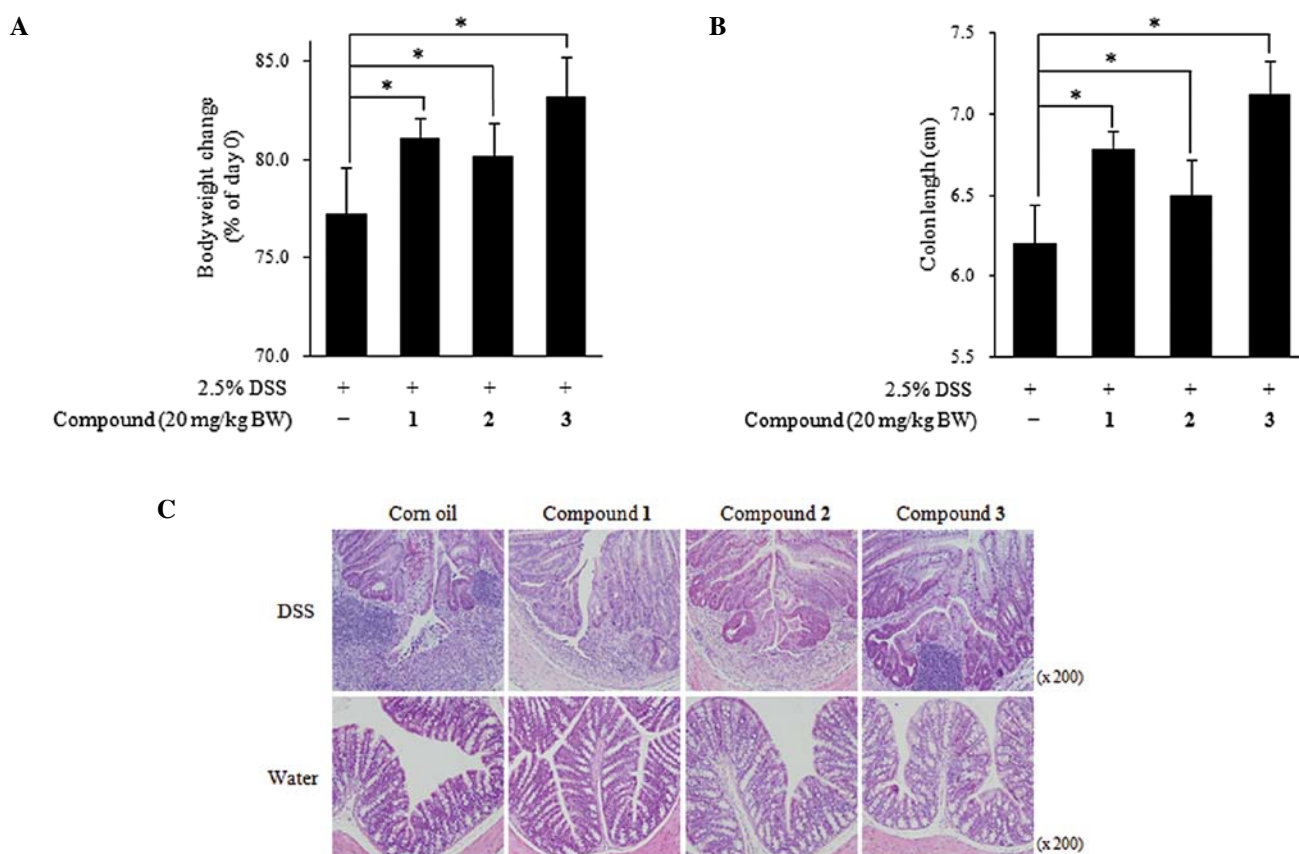 A
Body weight change
(% of day 0)
85.0
80.0
75.0
70.0
*
*
*
2.5% DSS + + + +
Compound (20 mg/kg BW) – 1 2 3
B
Colon length (cm)
7.5
7.0
6.5
6.0
5.5
*
*
*
2.5% DSS + + + +
Compound (20 mg/kg BW) – 1 2 3
C
Corn oil Compound 1 Compound 2 Compound 3
DSS
(x 200)
Water
(x 200)